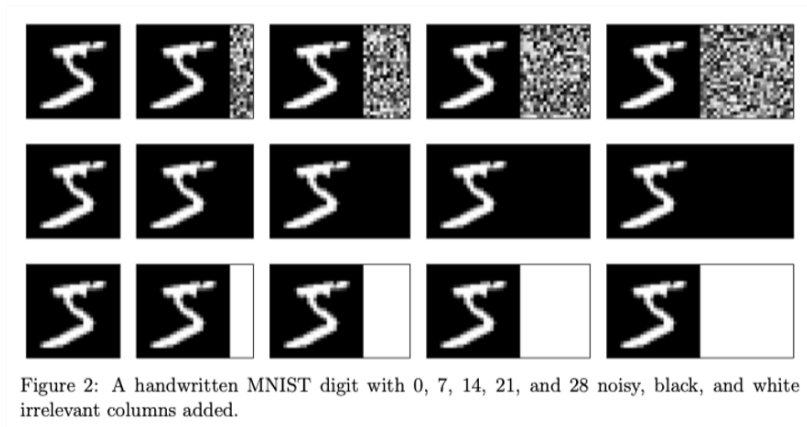 Figure 2: A handwritten MNIST digit with 0, 7, 14, 21, and 28 noisy, black, and white
irrelevant columns added.